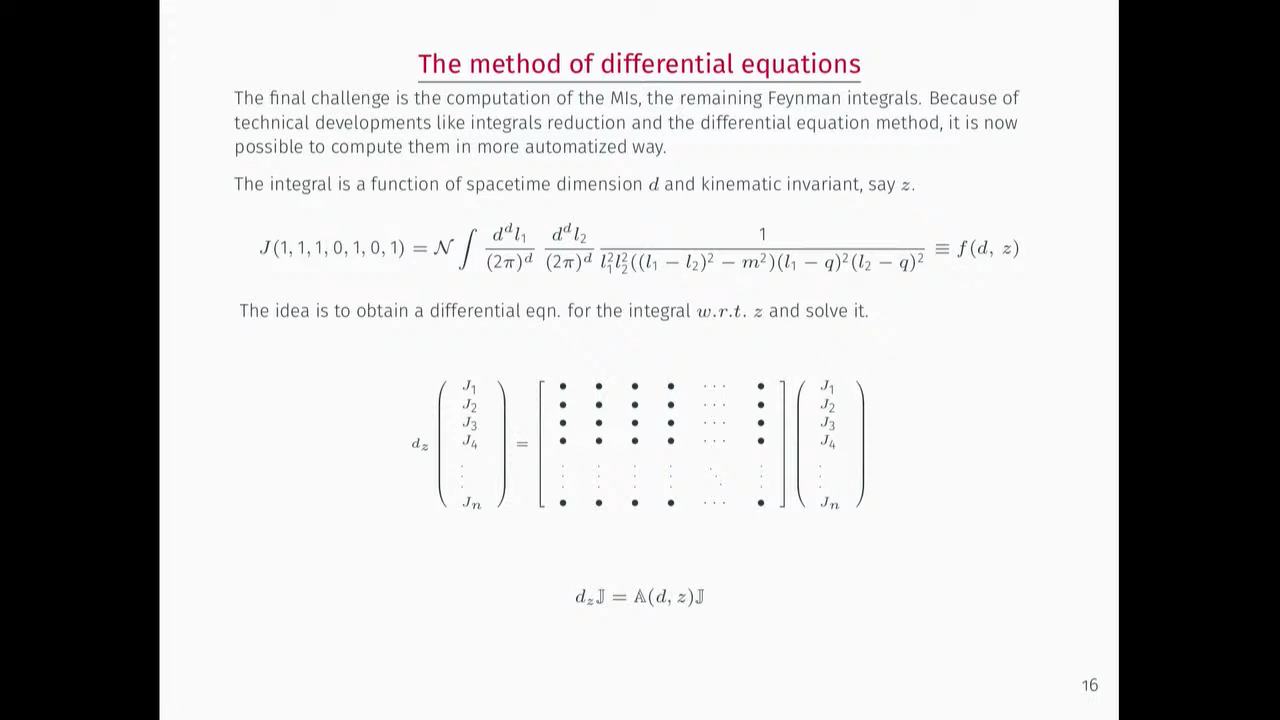 The method of differential equations
The final challenge is the computation of the MIs, the remaining Feynman integrals. Because of
technical developments like integrals reduction and the differential equation method, it is now
possible to compute them in more automatized way.
The integral is a function of spacetime dimension d and kinematic invariant, say z.
J(1, 1, 1, 0, 1, 0, 1) = 𝒩 ∫ d^d l_1/(2π)^d d^d l_2/(2π)^d 1/(l_1^2 l_2^2((l_1 − l_2)^2 − m^2)(l_1 − q)^2(l_2 − q)^2) ≡ f(d, z)
The idea is to obtain a differential eqn. for the integral w.r.t. z and solve it.
J_1 • • • • ⋯ • J_1
J_2 • • • • ⋯ • J_2
J_3 • • • • ⋯ • J_3
d_z J_4 = • • • • ⋯ • J_4
⋮ ⋮ ⋮ ⋮ ⋮ ⋱ ⋮ ⋮
J_n • • • • ⋯ • J_n
d_z 𝕁 = 𝔸(d, z)𝕁
16